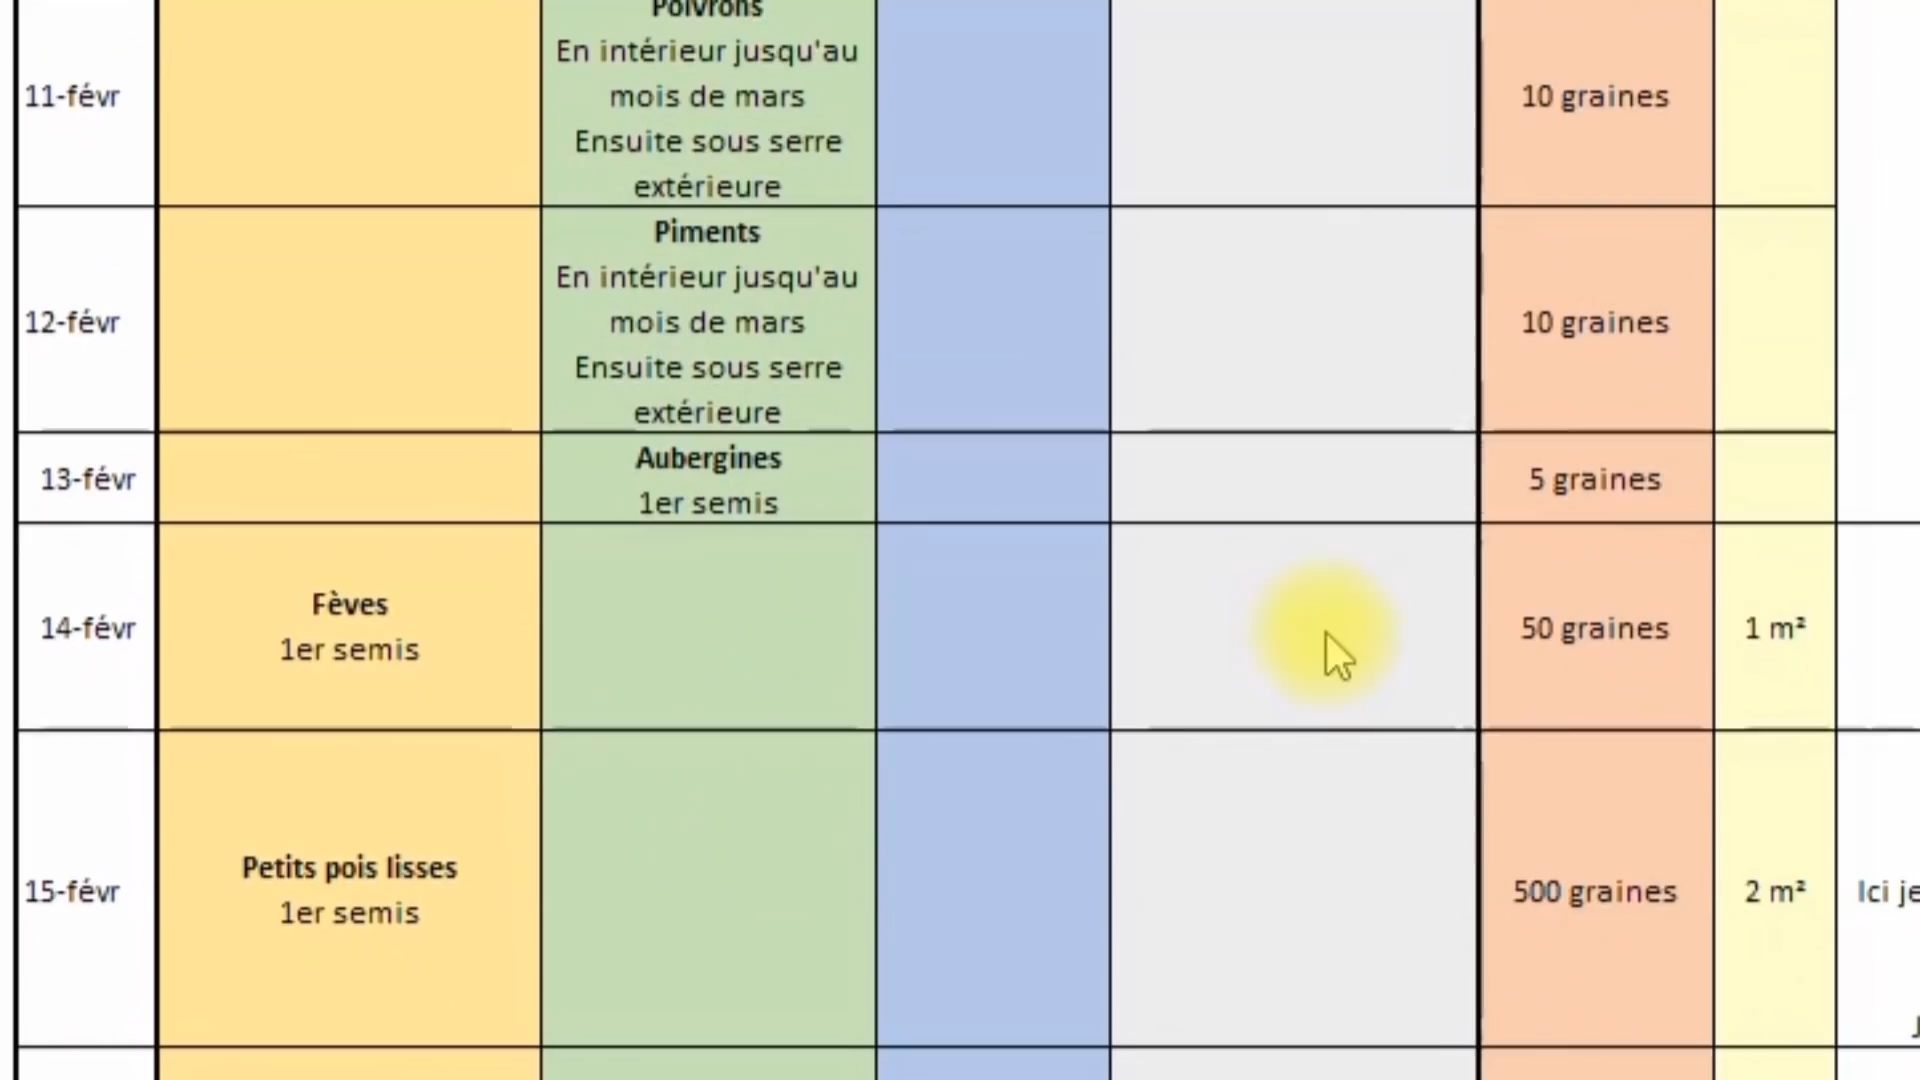 Poivrons
En intérieur jusqu'au
mois de mars
Ensuite sous serre
extérieure
11-févr
10 graines
Piments
En intérieur jusqu'au
mois de mars
Ensuite sous serre
extérieure
12-févr
10 graines
Aubergines
1er semis
13-févr
5 graines
14-févr
Fèves
1er semis
50 graines
1 m²
15-févr
Petits pois lisses
1er semis
500 graines
2 m²
Ici je